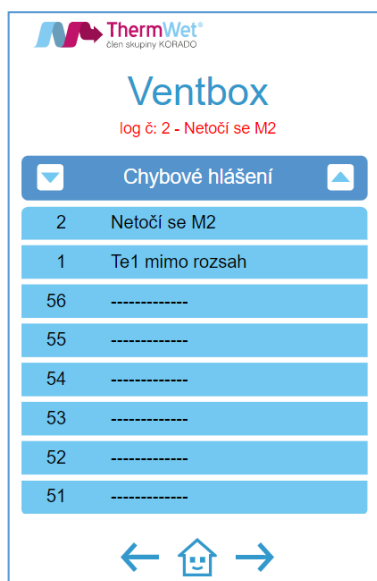 ThermWet®
člen skupiny KORADO
Ventbox
log č: 2 - Netočí se M2
Chybové hlášení
2 Netočí se M2
1 Te1 mimo rozsah
56 -------------
55 -------------
54 -------------
53 -------------
52 -------------
51 -------------